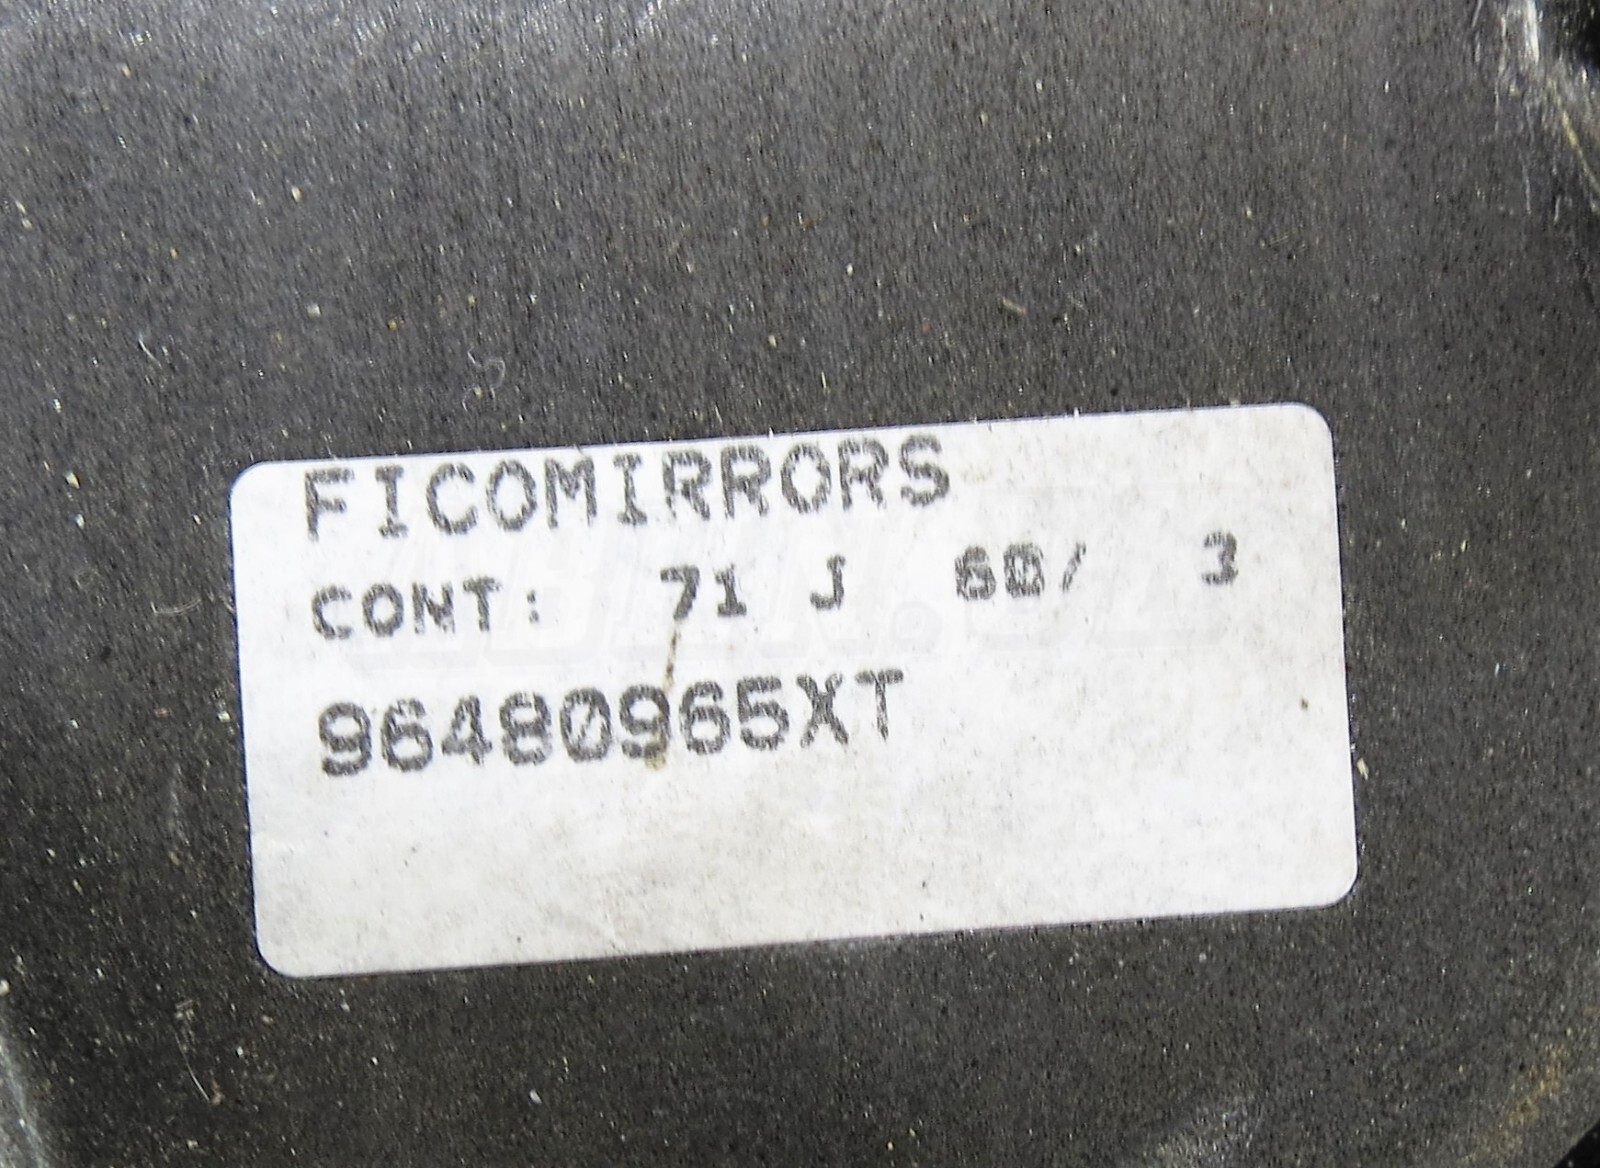 FICOMIRRORS
CONT: 71 J 60/ 3
96480965XT